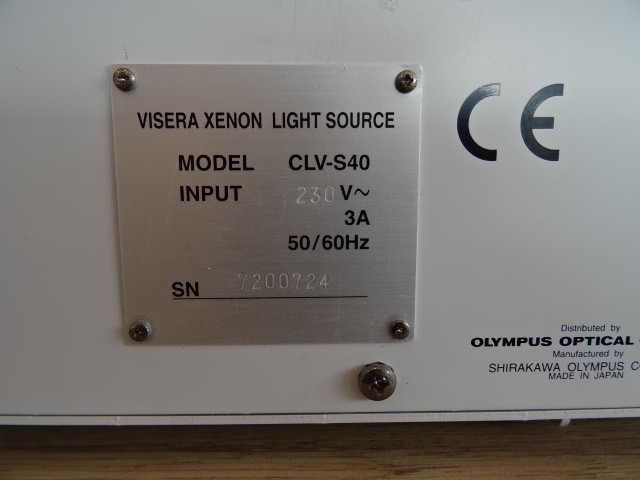 VISERA XENON LIGHT SOURCE
MODEL CLV-S40
INPUT 230 V~
3A
50/60Hz
SN 7200724
CE
Distributed by
OLYMPUS OPTICAL
Manufactured by
SHIRAKAWA OLYMPUS
MADE IN JAPAN